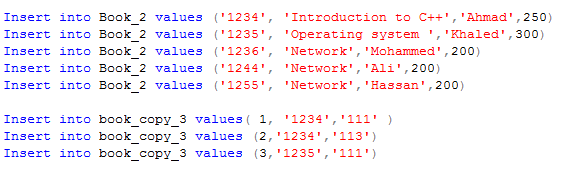 Insert into Book_2 values ('1234', 'Introduction to C++','Ahmad',250)
Insert into Book_2 values ('1235', 'Operating system ','Khaled',300)
Insert into Book_2 values ('1236', 'Network','Mohammed',200)
Insert into Book_2 values ('1244', 'Network','Ali',200)
Insert into Book_2 values ('1255', 'Network','Hassan',200)
Insert into book_copy_3 values( 1, '1234','111' )
Insert into book_copy_3 values (2,'1234','113')
Insert into book_copy_3 values (3,'1235','111')